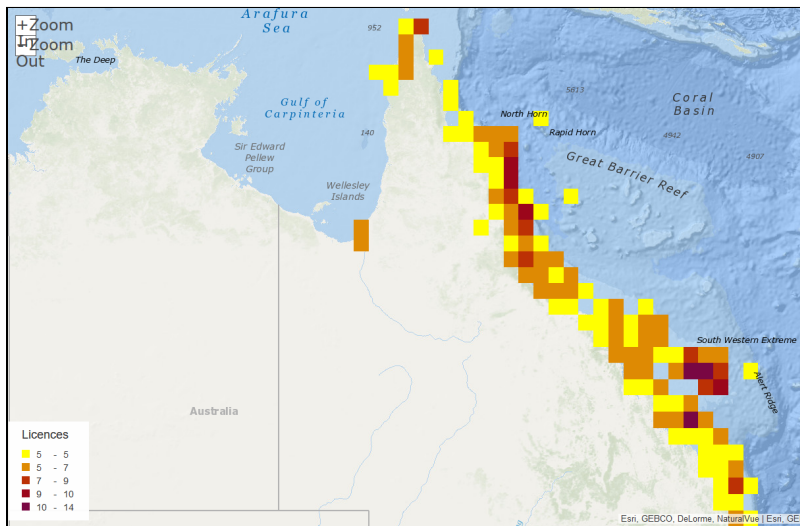 +Zoom
In
-Zoom
Out
Arafura
Sea
952
The Deep
Gulf of
Carpinteria
140
Sir Edward
Pellew
Group
Wellesley
Islands
5813
Coral
Basin
North Horn
Rapid Horn
4942
4907
Great Barrier Reef
South Western Extreme
Alert Ridge
Australia
Licences
5 - 5
5 - 7
7 - 9
9 - 10
10 - 14
Esri, GEBCO, DeLorme, NaturalVue | Esri, GE